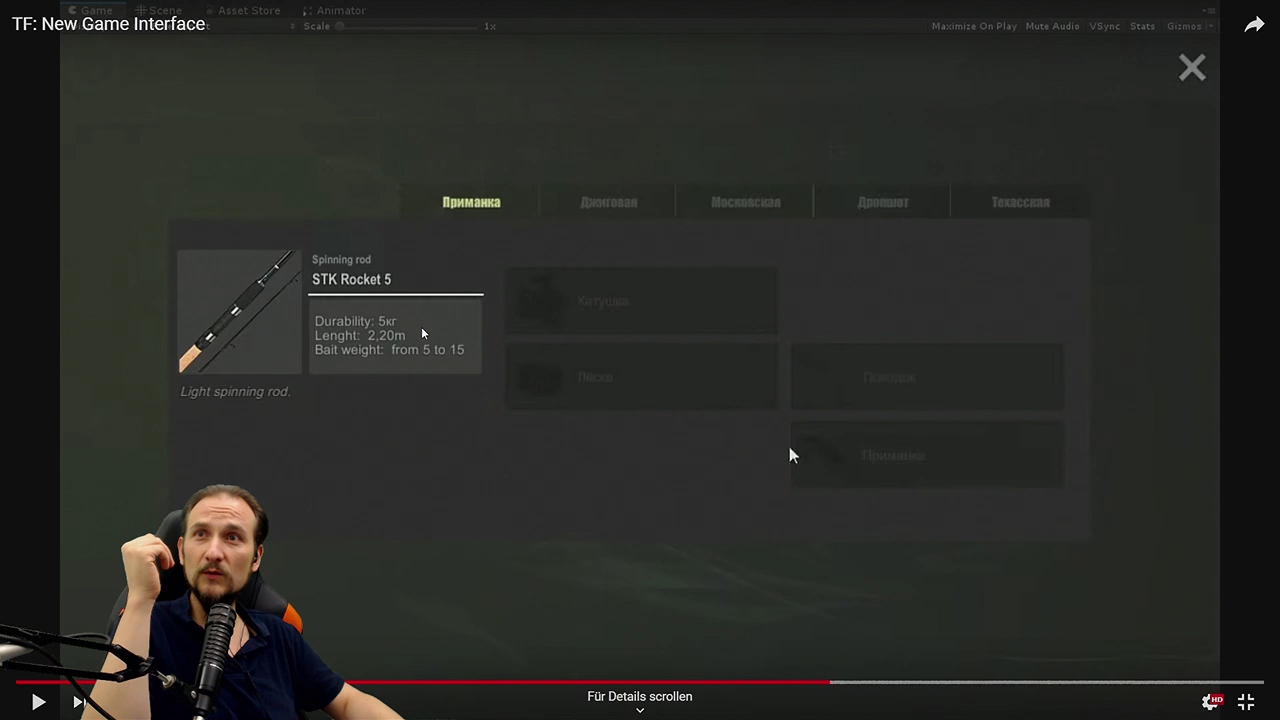 Game
Scene
Asset Store
Animator
TF: New Game Interface
Scale
1x
Maximize On Play
Mute Audio
VSync
Stats
Gizmos
Приманка
Джиговая
Московская
Дропшот
Техасская
Spinning rod
STK Rocket 5
Durability: 5кг
Lenght: 2,20m
Bait weight: from 5 to 15
Light spinning rod.
Катушка
Леска
Поводок
Приманка
Für Details scrollen
HD